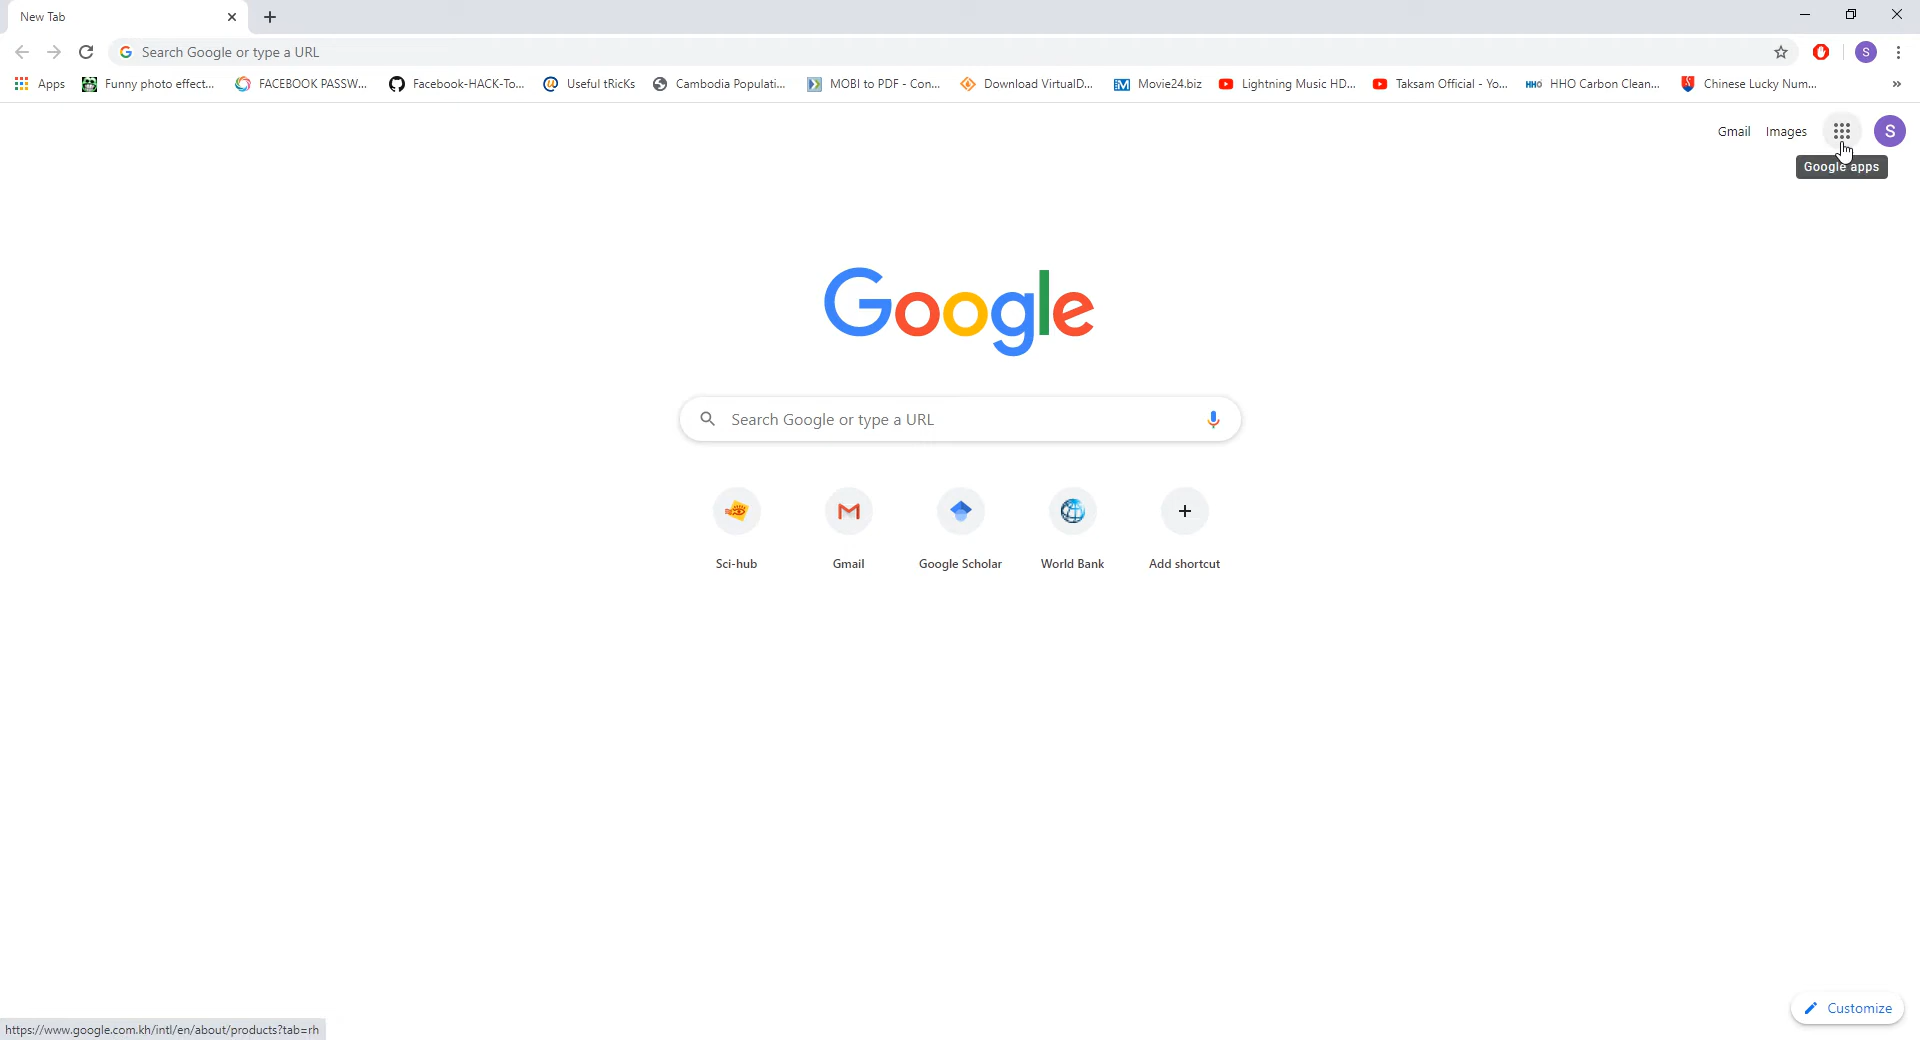 New Tab
Search Google or type a URL
S
Apps Funny photo effect... FACEBOOK PASSW... Facebook-HACK-To... Useful tRicKs Cambodia Populati... MOBI to PDF - Con... Download VirtualD... Movie24.biz Lightning Music HD... Taksam Official - Yo... HHO HHO Carbon Clean... Chinese Lucky Num... »
Gmail Images S
Google apps
Google
Search Google or type a URL
Sci-hub Gmail Google Scholar World Bank Add shortcut
Customize
https://www.google.com.kh/intl/en/about/products?tab=rh